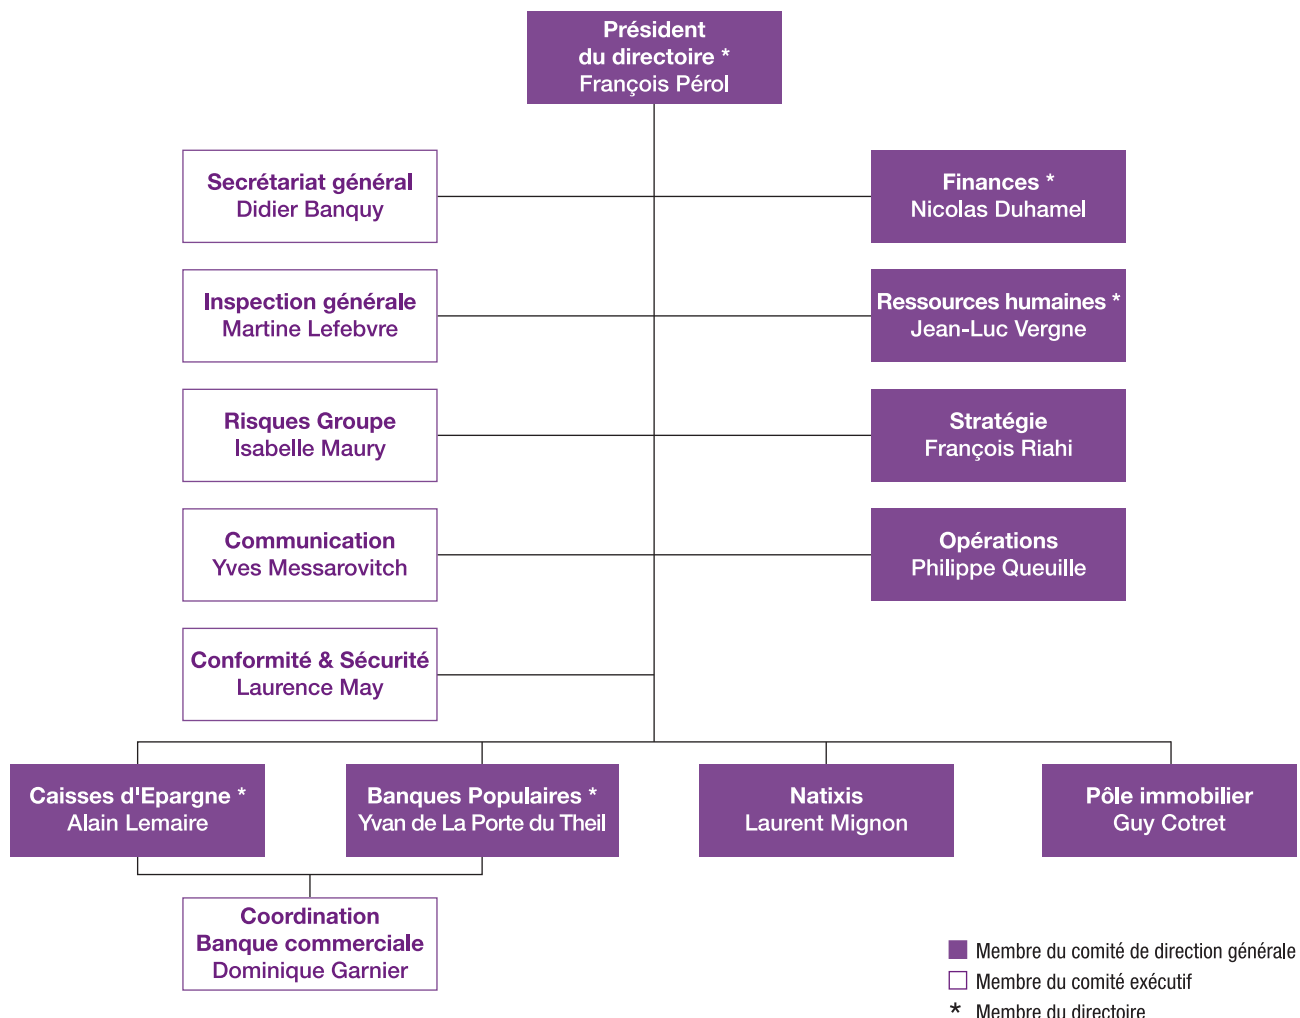 Président
du directoire *
François Pérol
Secrétariat général
Didier Banquy
Finances *
Nicolas Duhamel
Inspection générale
Martine Lefebvre
Ressources humaines *
Jean-Luc Vergne
Risques Groupe
Isabelle Maury
Stratégie
François Riahi
Communication
Yves Messarovitch
Opérations
Philippe Queuille
Conformité & Sécurité
Laurence May
Caisses d'Epargne *
Alain Lemaire
Banques Populaires *
Yvan de La Porte du Theil
Natixis
Laurent Mignon
Pôle immobilier
Guy Cotret
Coordination
Banque commerciale
Dominique Garnier
Membre du comité de direction générale
Membre du comité exécutif
* Membre du directoire